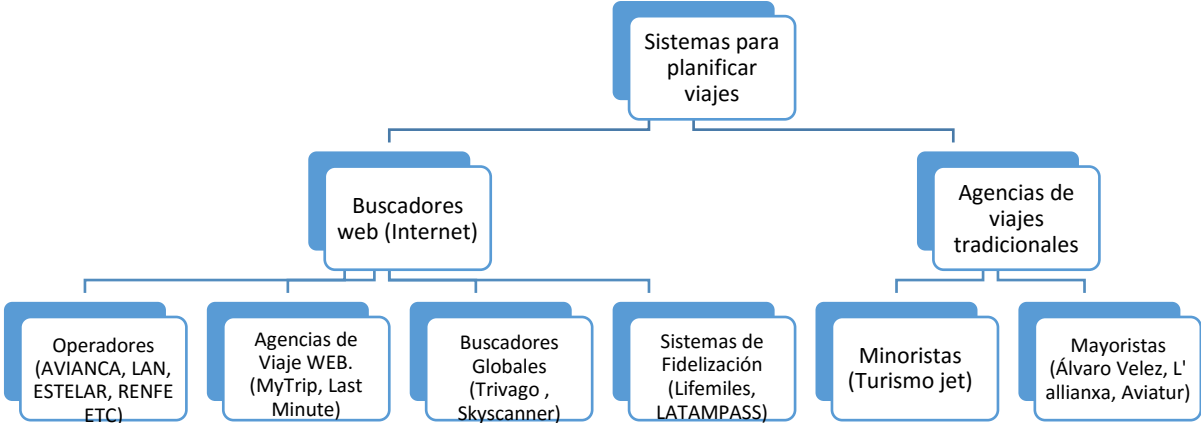 Sistemas para
planificar
viajes
Buscadores
web (Internet)
Agencias de
viajes
tradicionales
Operadores
(AVIANCA, LAN,
ESTELAR, RENFE
ETC)
Agencias de
Viaje WEB.
(MyTrip, Last
Minute)
Buscadores
Globales
(Trivago ,
Skyscanner)
Sistemas de
Fidelización
(Lifemiles,
LATAMPASS)
Minoristas
(Turismo jet)
Mayoristas
(Álvaro Velez, L'
allianxa, Aviatur)